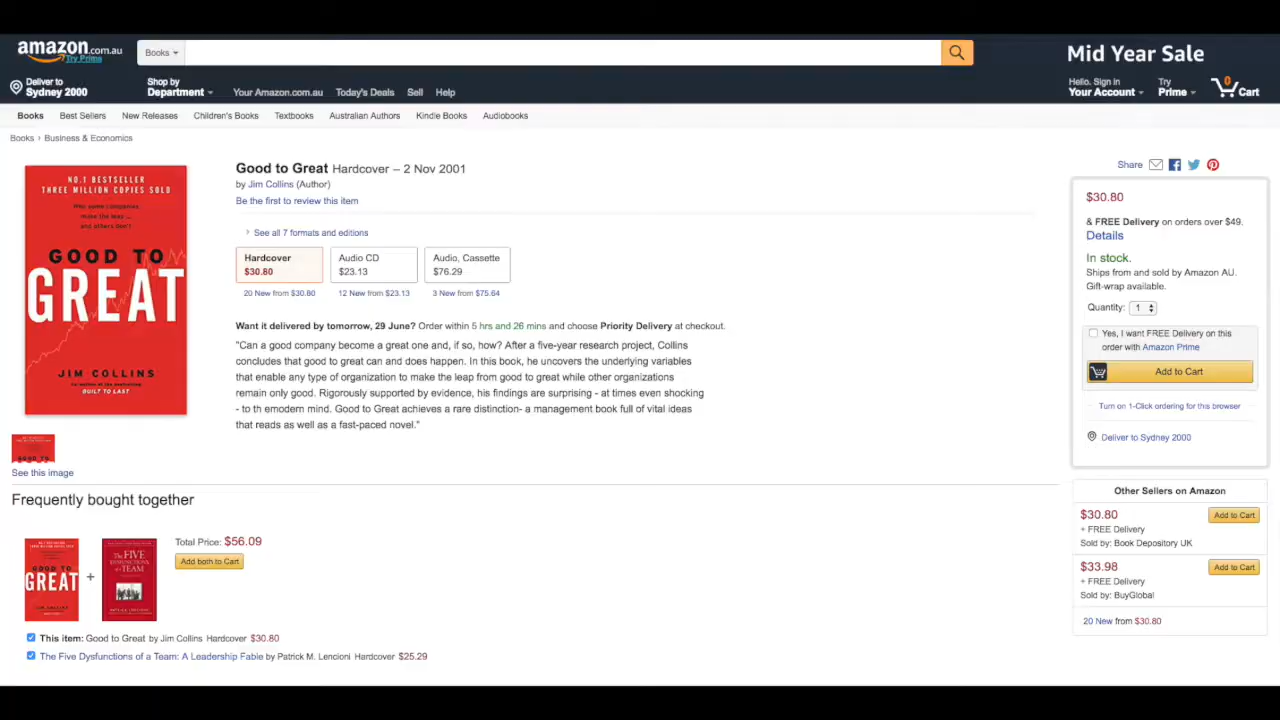 amazon.com.au
Try Prime
Books
Mid Year Sale
Deliver to
Sydney 2000
Shop by
Department
Your Amazon.com.au
Today's Deals
Sell
Help
Hello. Sign in
Your Account
Try
Prime
0
Cart
Books
Best Sellers
New Releases
Children's Books
Textbooks
Australian Authors
Kindle Books
Audiobooks
Books › Business & Economics
NO.1 BESTSELLER
THREE MILLION COPIES SOLD
Why some companies
make the leap ...
and others don't
GOOD TO
GREAT
JIM COLLINS
An author of the bestselling
BUILT TO LAST
See this image
Good to Great Hardcover – 2 Nov 2001
by Jim Collins (Author)
Be the first to review this item
› See all 7 formats and editions
Hardcover
$30.80
20 New from $30.80
Audio CD
$23.13
12 New from $23.13
Audio, Cassette
$76.29
3 New from $75.64
Want it delivered by tomorrow, 29 June? Order within 5 hrs and 26 mins and choose Priority Delivery at checkout.
"Can a good company become a great one and, if so, how? After a five-year research project, Collins
concludes that good to great can and does happen. In this book, he uncovers the underlying variables
that enable any type of organization to make the leap from good to great while other organizations
remain only good. Rigorously supported by evidence, his findings are surprising - at times even shocking
- to th emodern mind. Good to Great achieves a rare distinction- a management book full of vital ideas
that reads as well as a fast-paced novel."
Share
$30.80
& FREE Delivery on orders over $49.
Details
In stock.
Ships from and sold by Amazon AU.
Gift-wrap available.
Quantity: 1
Yes, I want FREE Delivery on this
order with Amazon Prime
Add to Cart
Turn on 1-Click ordering for this browser
Deliver to Sydney 2000
Other Sellers on Amazon
$30.80
Add to Cart
+ FREE Delivery
Sold by: Book Depository UK
$33.98
Add to Cart
+ FREE Delivery
Sold by: BuyGlobal
20 New from $30.80
Frequently bought together
GREAT
+
The FIVE
DYSFUNCTIONS
of a TEAM
Total Price: $56.09
Add both to Cart
This item: Good to Great by Jim Collins Hardcover $30.80
The Five Dysfunctions of a Team: A Leadership Fable by Patrick M. Lencioni Hardcover $25.29